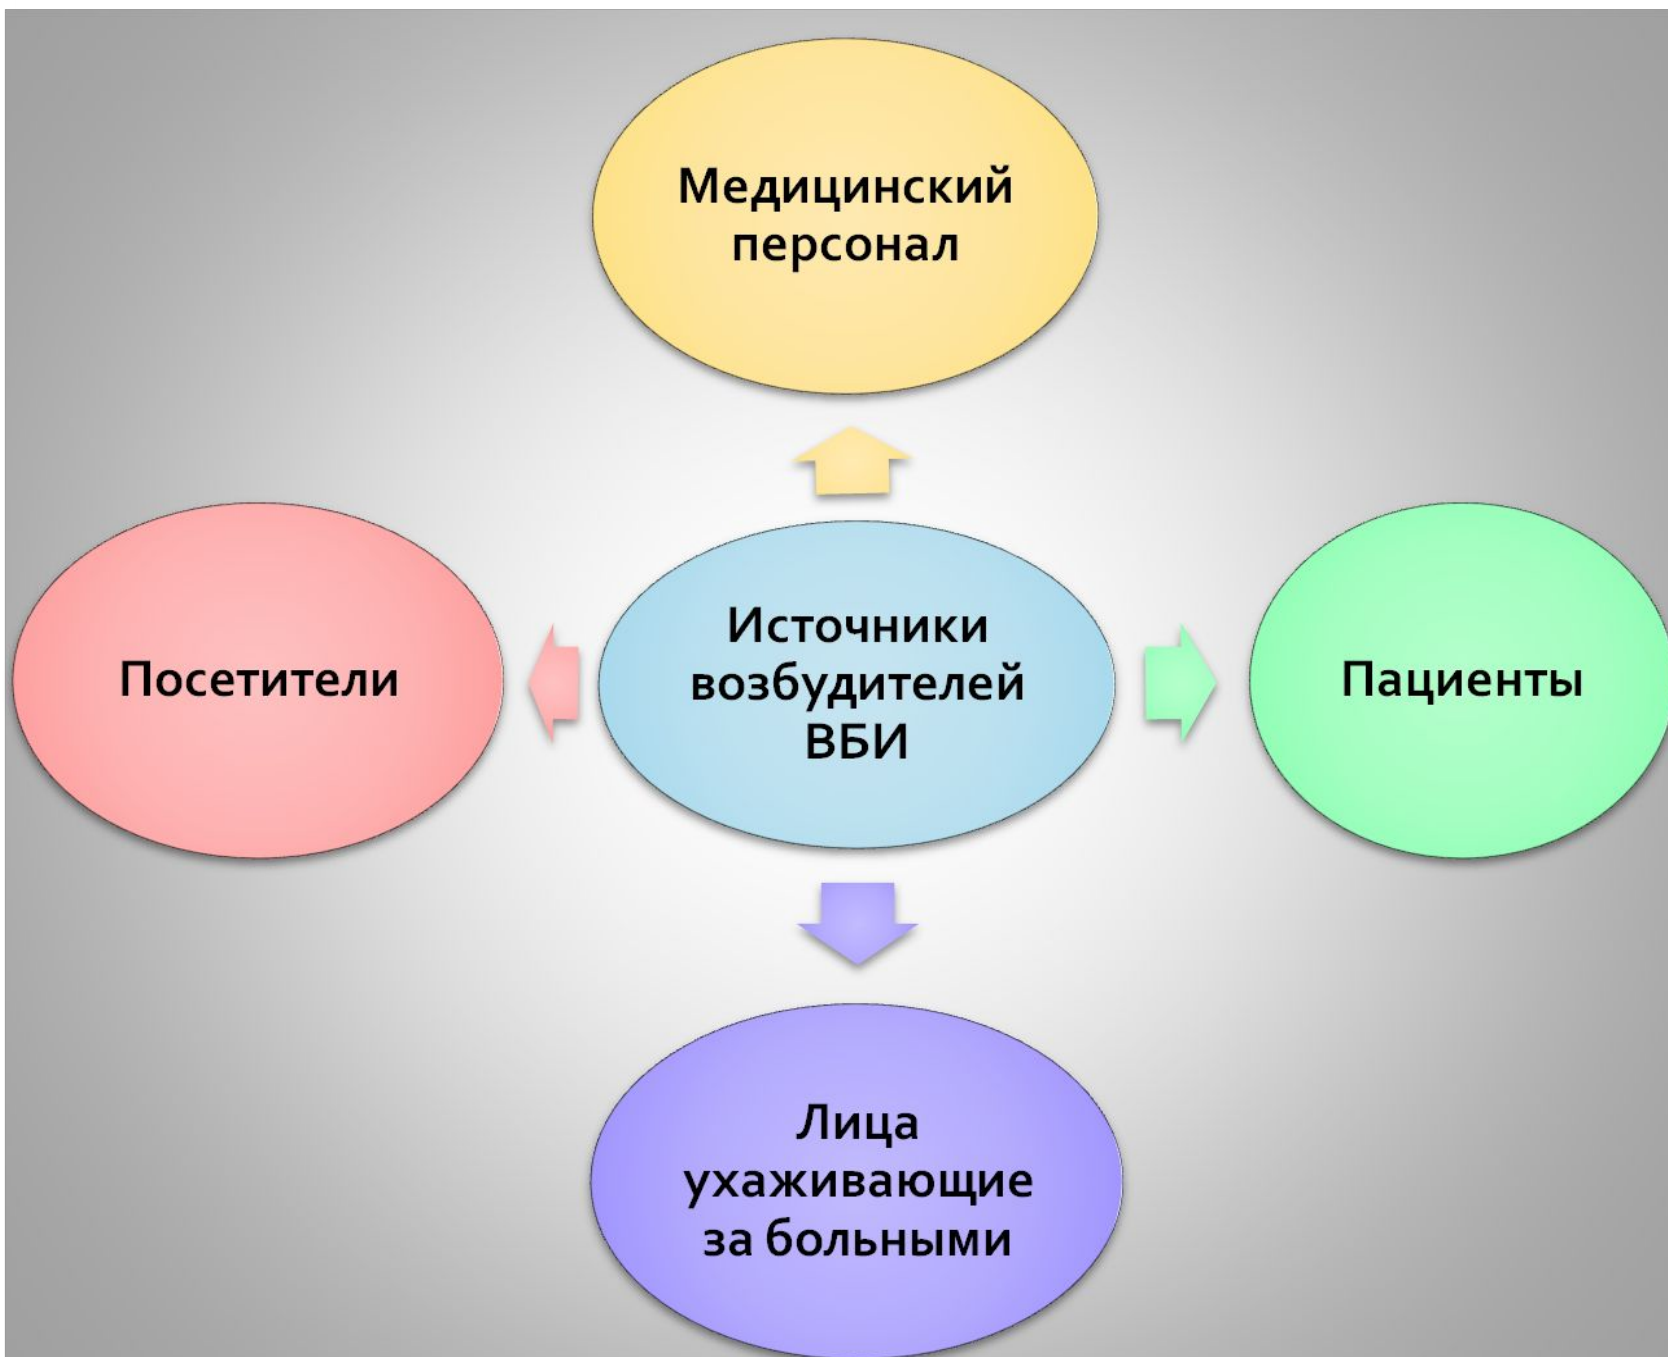 Медицинский
персонал
Посетители
Источники
возбудителей
ВБИ
Пациенты
Лица
ухаживающие
за больными